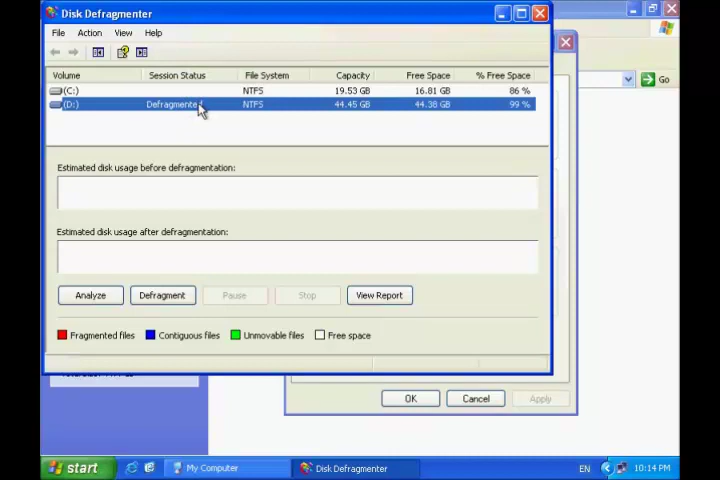 Disk Defragmenter
File Action View Help
Go
Volume Session Status File System Capacity Free Space % Free Space
(C:) NTFS 19.53 GB 16.81 GB 86 %
(D:) Defragmented NTFS 44.45 GB 44.38 GB 99 %
Estimated disk usage before defragmentation:
Estimated disk usage after defragmentation:
Analyze Defragment Pause Stop View Report
Fragmented files Contiguous files Unmovable files Free space
OK Cancel Apply
start My Computer Disk Defragmenter EN 10:14 PM